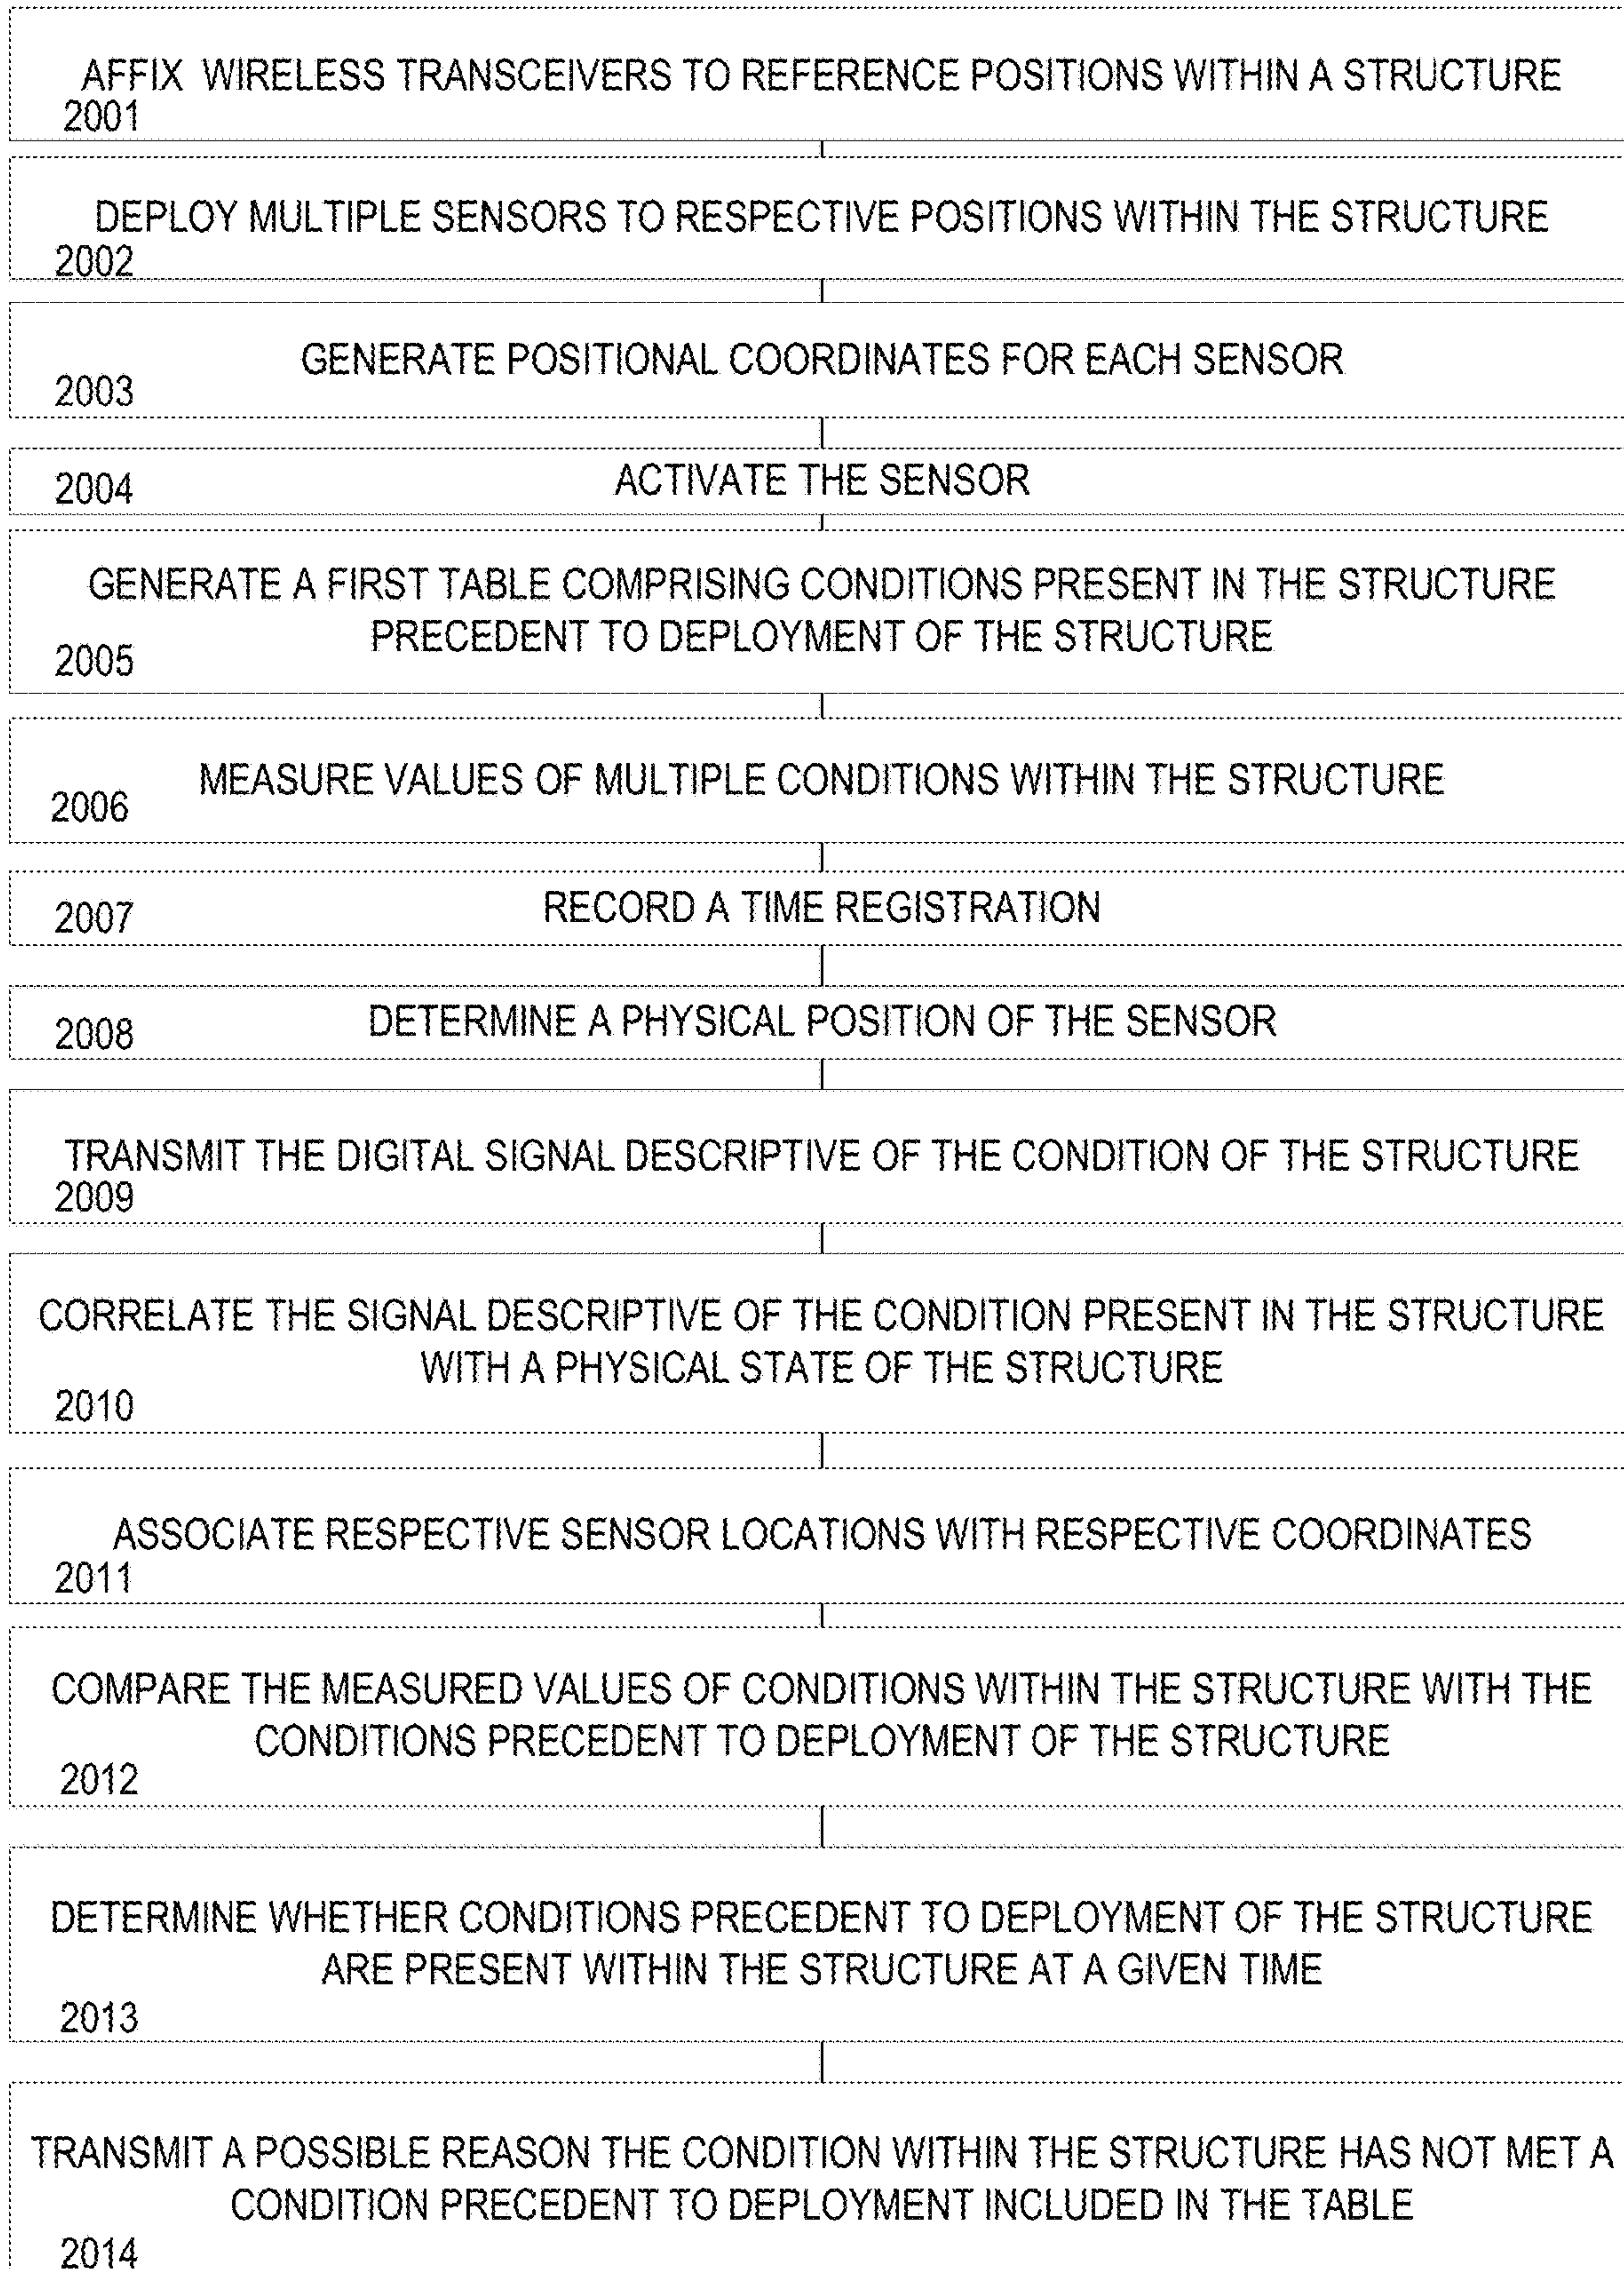 AFFIX WIRELESS TRANSCEIVERS TO REFERENCE POSITIONS WITHIN A STRUCTURE
2001
DEPLOY MULTIPLE SENSORS TO RESPECTIVE POSITIONS WITHIN THE STRUCTURE
2002
GENERATE POSITIONAL COORDINATES FOR EACH SENSOR
2003
ACTIVATE THE SENSOR
2004
GENERATE A FIRST TABLE COMPRISING CONDITIONS PRESENT IN THE STRUCTURE
PRECEDENT TO DEPLOYMENT OF THE STRUCTURE
2005
MEASURE VALUES OF MULTIPLE CONDITIONS WITHIN THE STRUCTURE
2006
RECORD A TIME REGISTRATION
2007
DETERMINE A PHYSICAL POSITION OF THE SENSOR
2008
TRANSMIT THE DIGITAL SIGNAL DESCRIPTIVE OF THE CONDITION OF THE STRUCTURE
2009
CORRELATE THE SIGNAL DESCRIPTIVE OF THE CONDITION PRESENT IN THE STRUCTURE
WITH A PHYSICAL STATE OF THE STRUCTURE
2010
ASSOCIATE RESPECTIVE SENSOR LOCATIONS WITH RESPECTIVE COORDINATES
2011
COMPARE THE MEASURED VALUES OF CONDITIONS WITHIN THE STRUCTURE WITH THE
CONDITIONS PRECEDENT TO DEPLOYMENT OF THE STRUCTURE
2012
DETERMINE WHETHER CONDITIONS PRECEDENT TO DEPLOYMENT OF THE STRUCTURE
ARE PRESENT WITHIN THE STRUCTURE AT A GIVEN TIME
2013
TRANSMIT A POSSIBLE REASON THE CONDITION WITHIN THE STRUCTURE HAS NOT MET A
CONDITION PRECEDENT TO DEPLOYMENT INCLUDED IN THE TABLE
2014